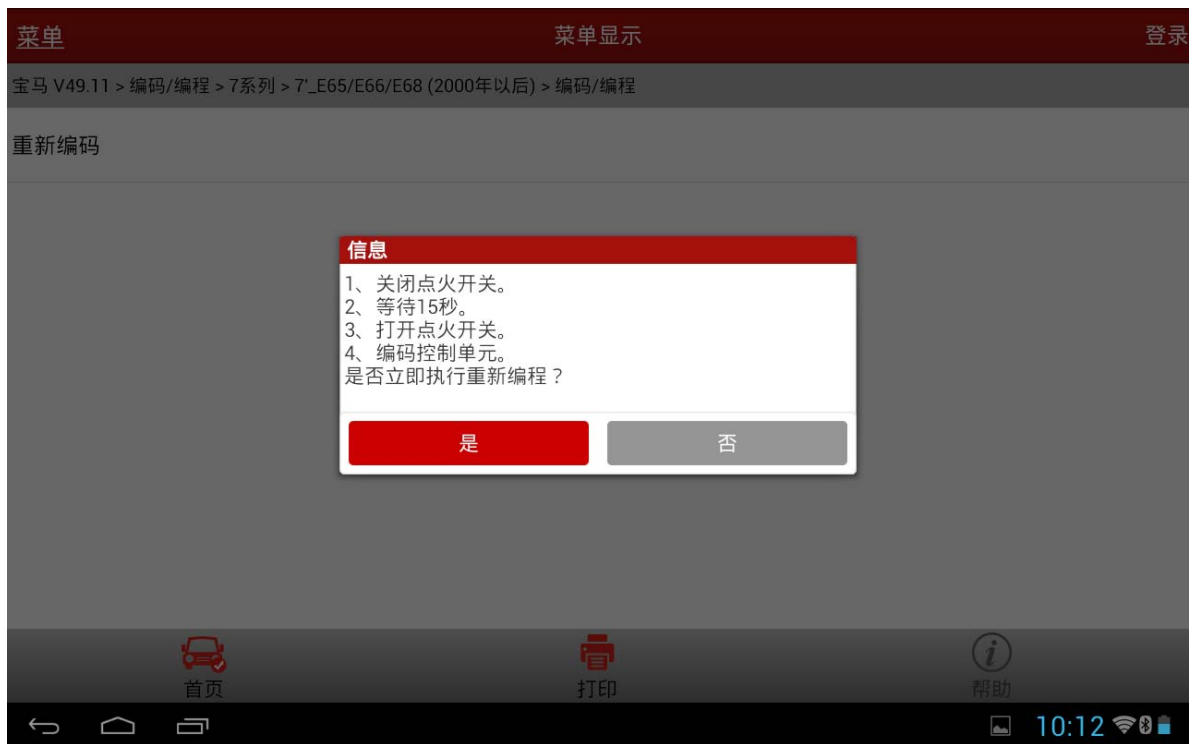 菜单 菜单显示 登录
宝马 V49.11 > 编码/编程 > 7系列 > 7'_E65/E66/E68 (2000年以后) > 编码/编程
重新编码
信息
1、关闭点火开关。
2、等待15秒。
3、打开点火开关。
4、编码控制单元。
是否立即执行重新编程？
是 否
首页 打印 帮助
10:12